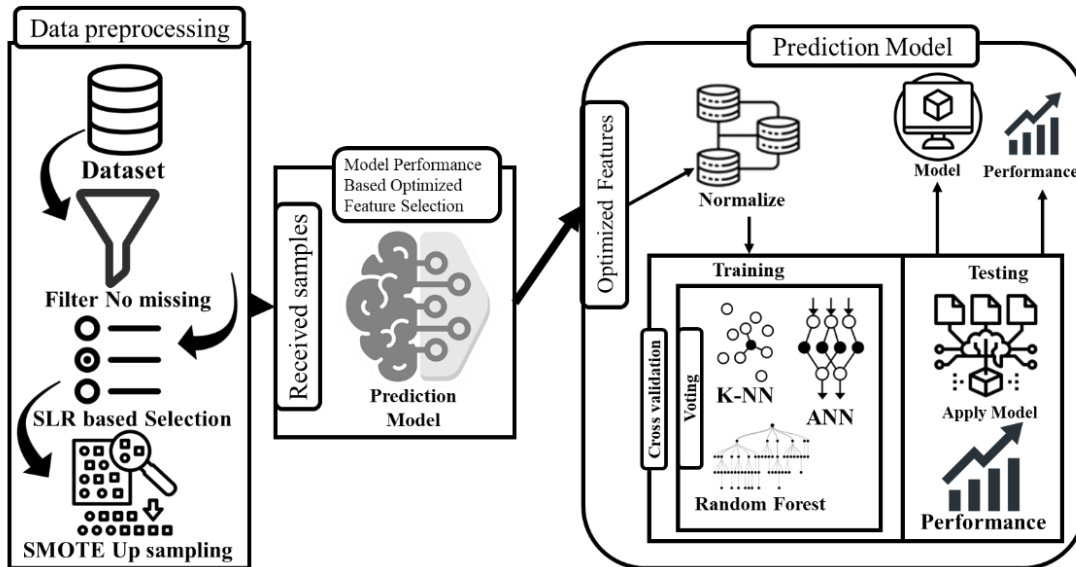 Data preprocessing
Dataset
Filter No missing
SLR based Selection
SMOTE Up sampling
Received samples
Model Performance
Based Optimized
Feature Selection
Prediction
Model
Optimized Features
Prediction Model
Normalize
Model
Performance
Training
Cross validation
Voting
K-NN
ANN
Random Forest
Testing
Apply Model
Performance